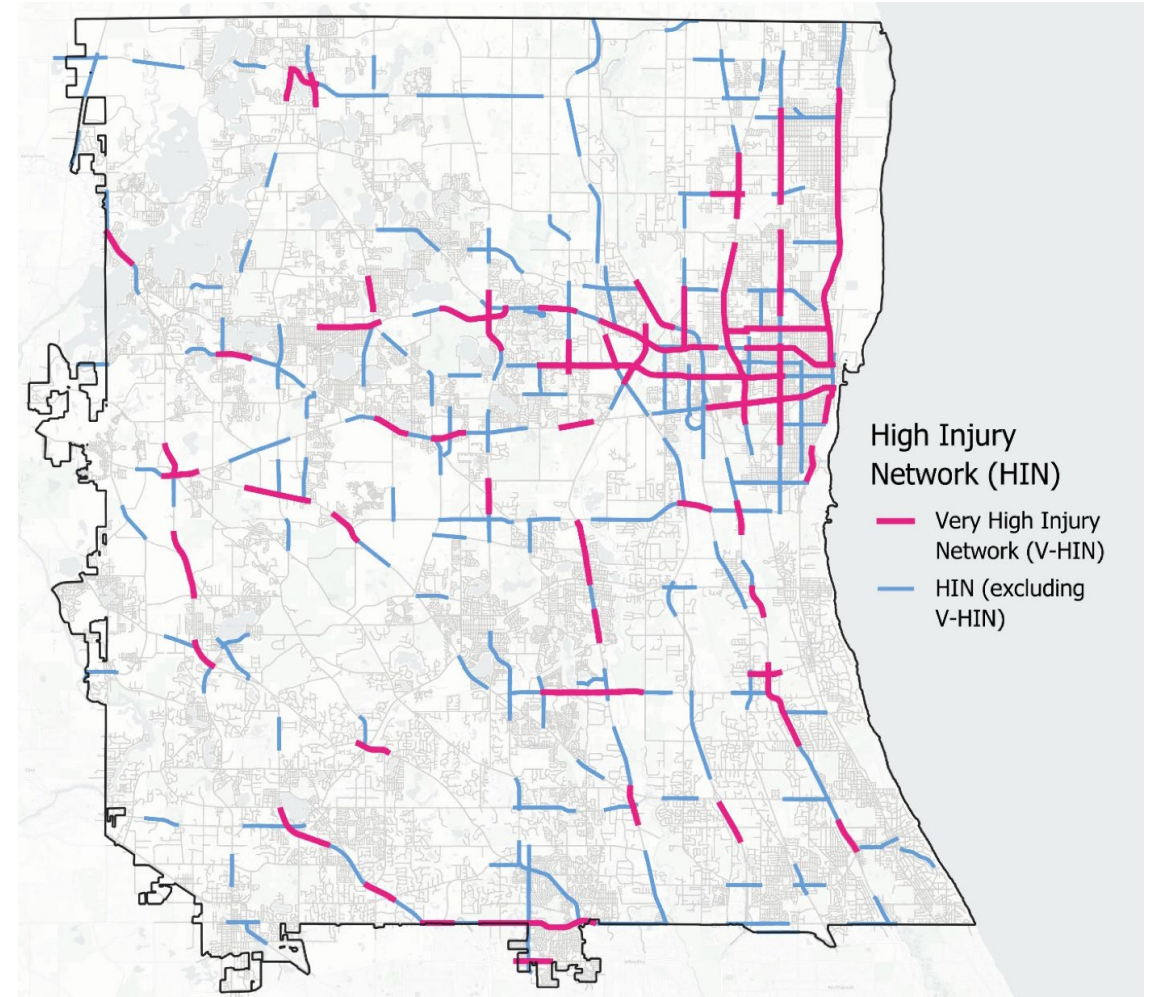 High Injury
Network (HIN)
Very High Injury
Network (V-HIN)
HIN (excluding
V-HIN)